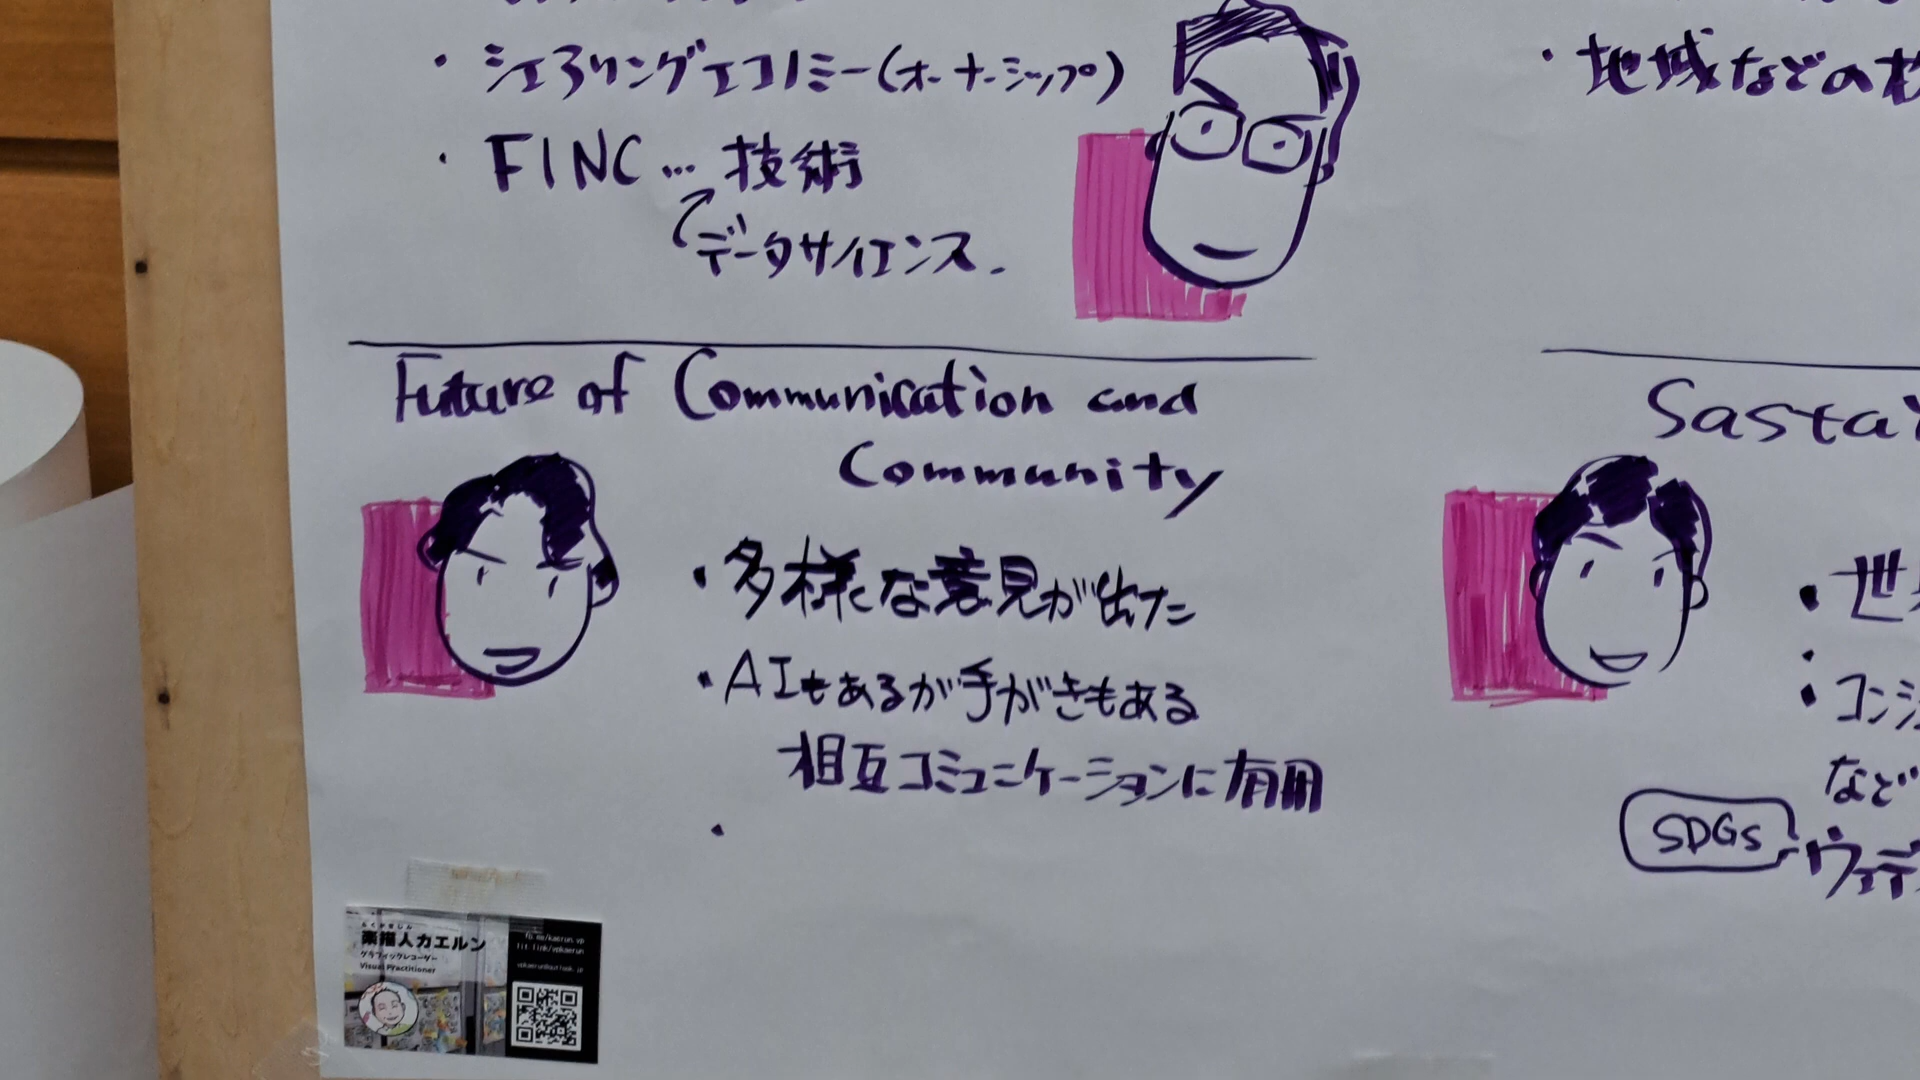 ・シェアリングエコノミー(オーナーシップ)
・FINC…技術
データサイエンス.
Future of Communication and
Community
・多様な意見が出た
・AIもあるが手がきもある
相互コミュニケーションに有用
・
・地域などの
Sastai
・世
・コンシ
など
SDGs
ウェデ
楽描人カエルン
グラフィックレコーダー
Visual Practitioner